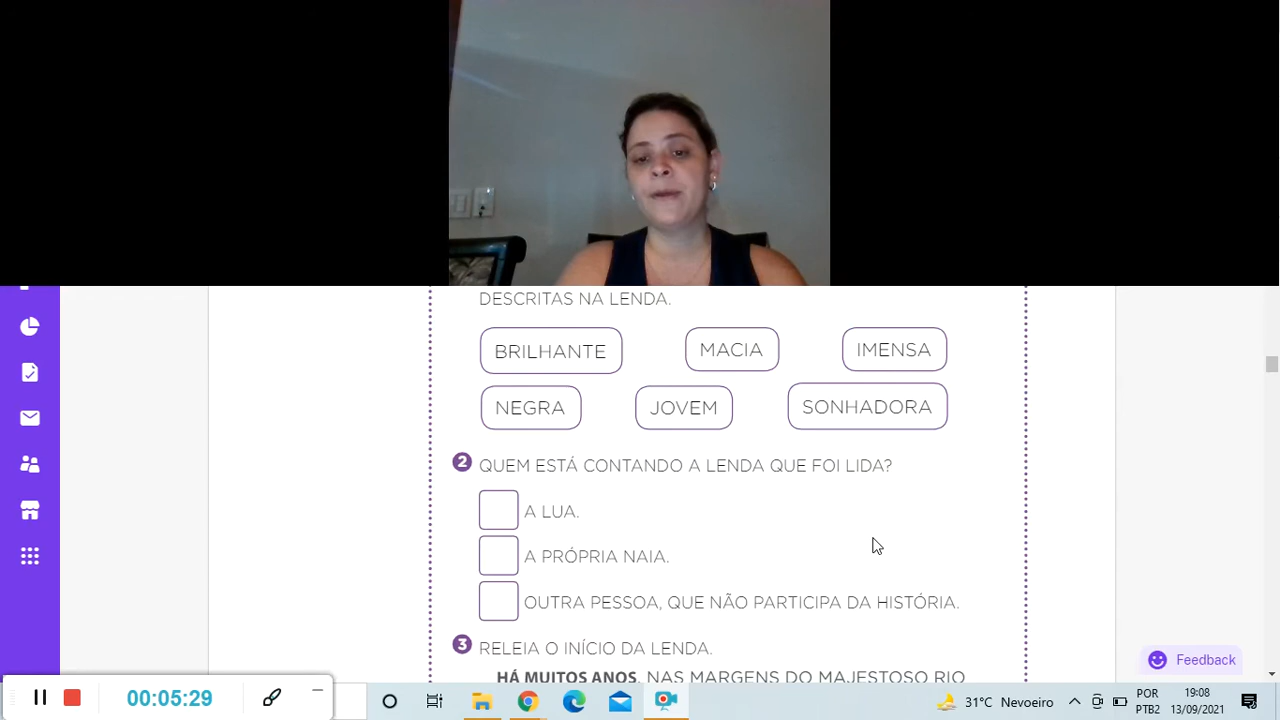 DESCRITAS NA LENDA.
BRILHANTE MACIA IMENSA
NEGRA JOVEM SONHADORA
2 QUEM ESTÁ CONTANDO A LENDA QUE FOI LIDA?
A LUA.
A PRÓPRIA NAIA.
OUTRA PESSOA, QUE NÃO PARTICIPA DA HISTÓRIA.
3 RELEIA O INÍCIO DA LENDA.
HÁ MUITOS ANOS, NAS MARGENS DO MAJESTOSO RIO
Feedback
00:05:29
31°C Nevoeiro
POR
PTB2
19:08
13/09/2021